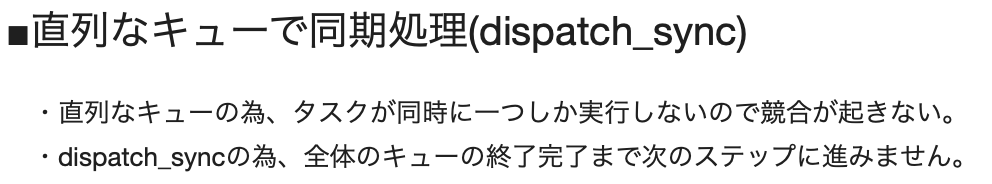 ■直列なキューで同期処理(dispatch_sync)
・直列なキューの為、タスクが同時に一つしか実行しないので競合が起きない。
・dispatch_syncの為、全体のキューの終了完了まで次のステップに進みません。